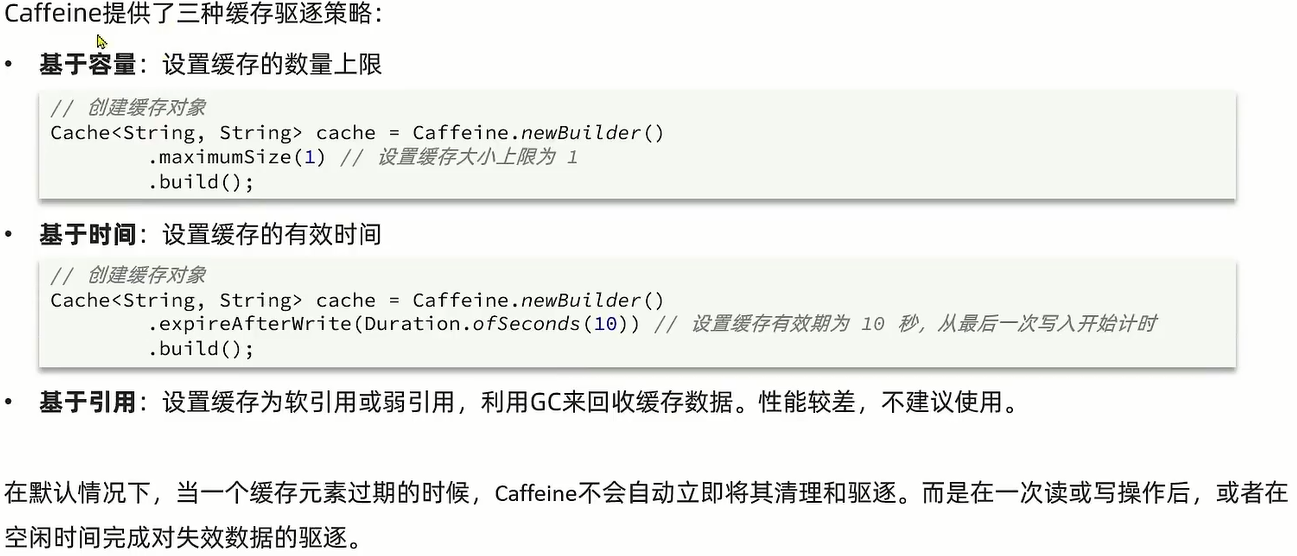 Caffeine提供了三种缓存驱逐策略：
• 基于容量：设置缓存的数量上限
// 创建缓存对象
Cache<String, String> cache = Caffeine.newBuilder()
.maximumSize(1) // 设置缓存大小上限为 1
.build();
• 基于时间：设置缓存的有效时间
// 创建缓存对象
Cache<String, String> cache = Caffeine.newBuilder()
.expireAfterWrite(Duration.ofSeconds(10)) // 设置缓存有效期为 10 秒，从最后一次写入开始计时
.build();
• 基于引用：设置缓存为软引用或弱引用，利用GC来回收缓存数据。性能较差，不建议使用。
在默认情况下，当一个缓存元素过期的时候，Caffeine不会自动立即将其清理和驱逐。而是在一次读或写操作后，或者在
空闲时间完成对失效数据的驱逐。